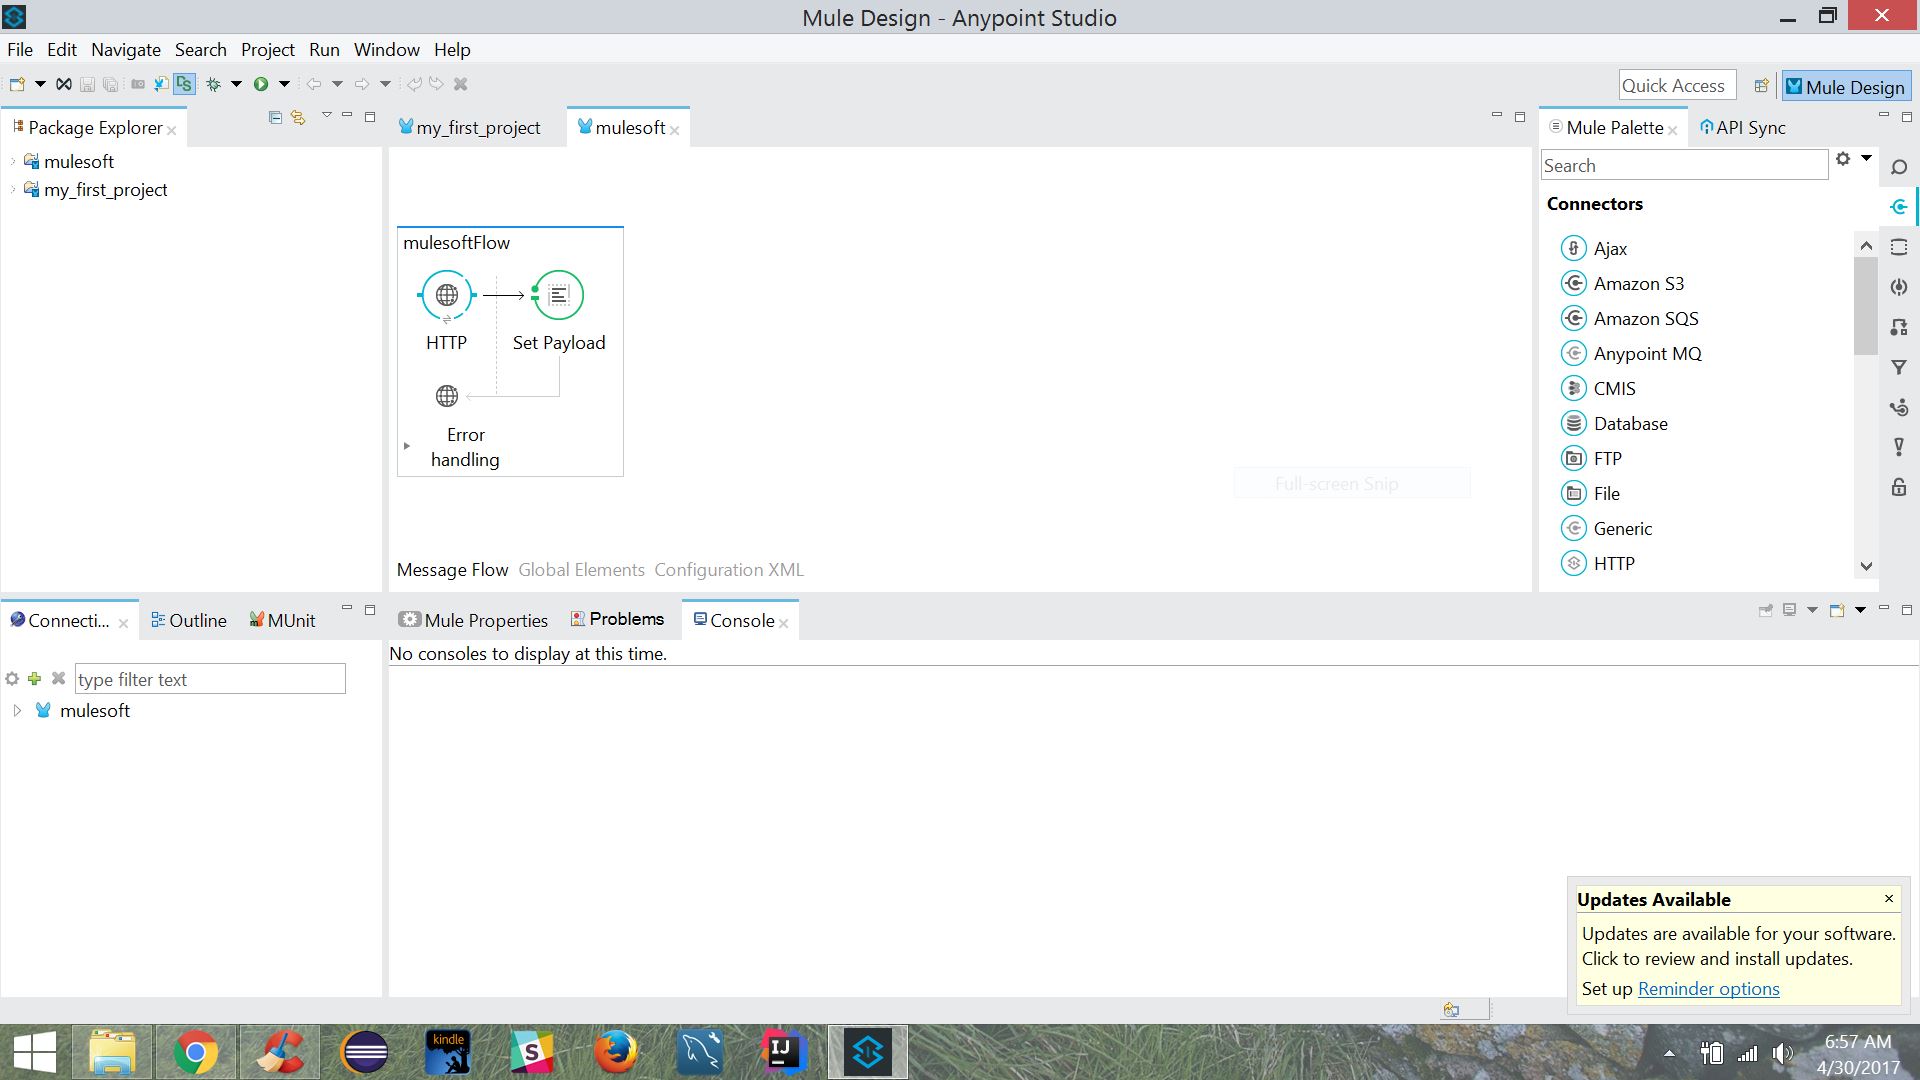 Mule Design - Anypoint Studio
File Edit Navigate Search Project Run Window Help
Quick Access
Mule Design
Package Explorer
mulesoft
my_first_project
my_first_project
mulesoft
mulesoftFlow
HTTP
Set Payload
Error
handling
Full-screen Snip
Message Flow Global Elements Configuration XML
Mule Palette
API Sync
Search
Connectors
Ajax
Amazon S3
Amazon SQS
Anypoint MQ
CMIS
Database
FTP
File
Generic
HTTP
Connecti...
Outline
MUnit
type filter text
mulesoft
Mule Properties
Problems
Console
No consoles to display at this time.
Updates Available
Updates are available for your software.
Click to review and install updates.
Set up Reminder options
kindle
S
IJ
6:57 AM
4/30/2017